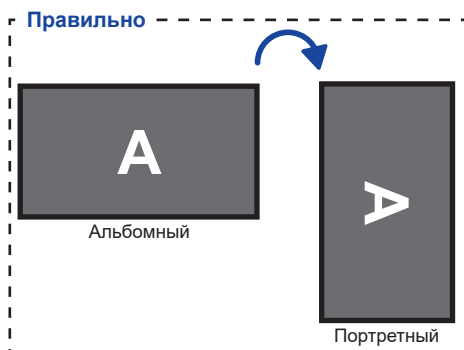 Правильно
А
Альбомный
А
Портретный